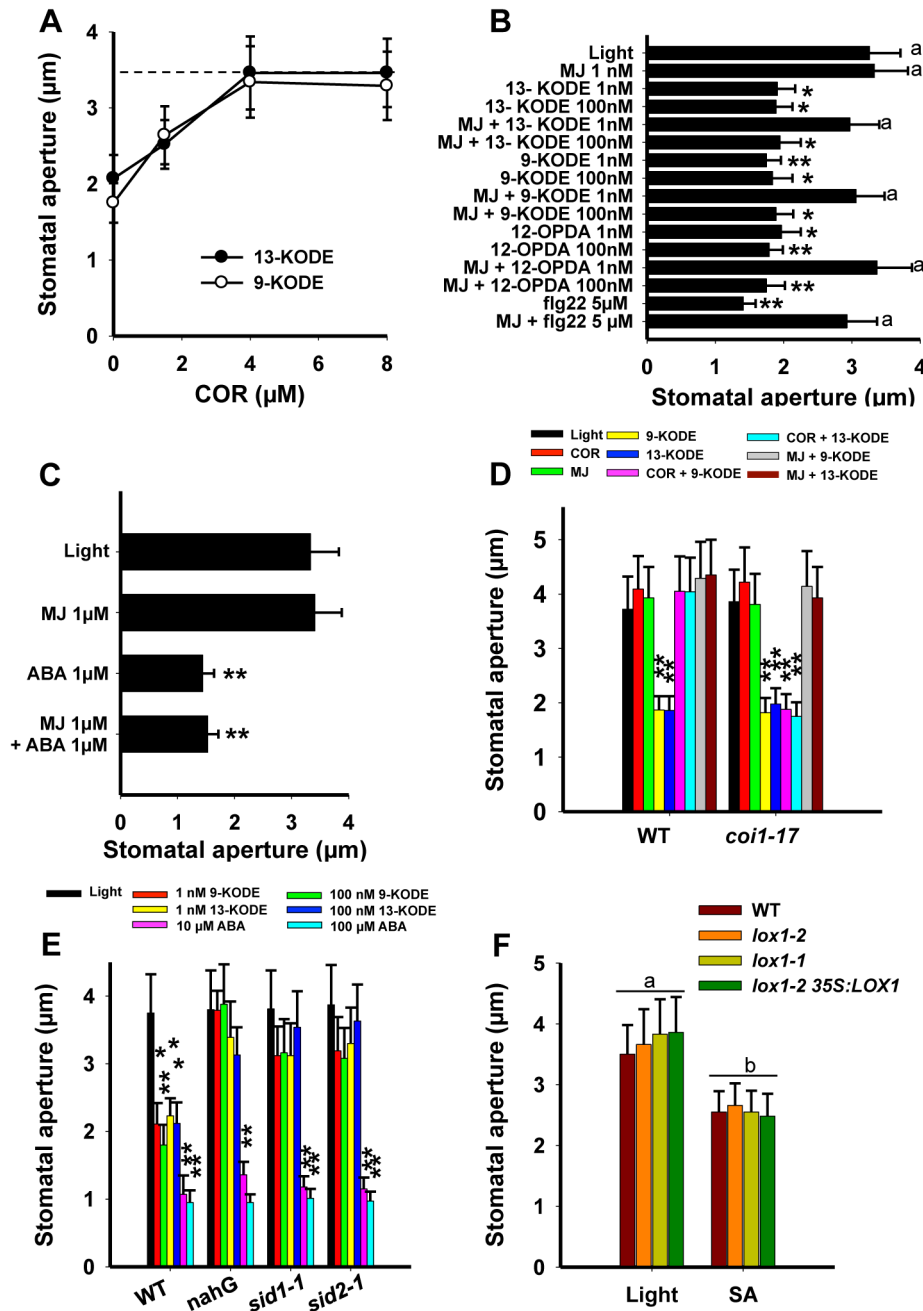 A
Stomatal aperture (µm)
4
3
2
1
0
13-KODE
9-KODE
0 2 4 6 8
COR (µM)
B
Light
MJ 1 nM
13- KODE 1nM
13- KODE 100nM
MJ + 13- KODE 1nM
MJ + 13- KODE 100nM
9-KODE 1nM
9-KODE 100nM
MJ + 9-KODE 1nM
MJ + 9-KODE 100nM
12-OPDA 1nM
12-OPDA 100nM
MJ + 12-OPDA 1nM
MJ + 12-OPDA 100nM
flg22 5µM
MJ + flg22 5 µM
a
a
*
*
a
*
**
*
a
*
*
**
a
**
**
a
0 1 2 3 4
Stomatal aperture (µm)
C
Light
MJ 1µM
ABA 1µM
MJ 1µM
+ ABA 1µM
**
**
0 1 2 3 4
Stomatal aperture (µm)
Light 9-KODE COR + 13-KODE
COR 13-KODE MJ + 9-KODE
MJ COR + 9-KODE MJ + 13-KODE
D
Stomatal aperture (µm)
5
4
3
2
1
0
** ** ** ** ** **
WT coi1-17
Light 1 nM 9-KODE 100 nM 9-KODE
1 nM 13-KODE 100 nM 13-KODE
10 µM ABA 100 µM ABA
E
Stomatal aperture (µm)
4
3
2
1
0
* ** * * ** ** ** ** ** ** **
WT nahG sid1-1 sid2-1
F
WT
lox1-2
lox1-1
lox1-2 35S:LOX1
Stomatal aperture (µm)
5
4
3
2
1
0
a
b
Light SA